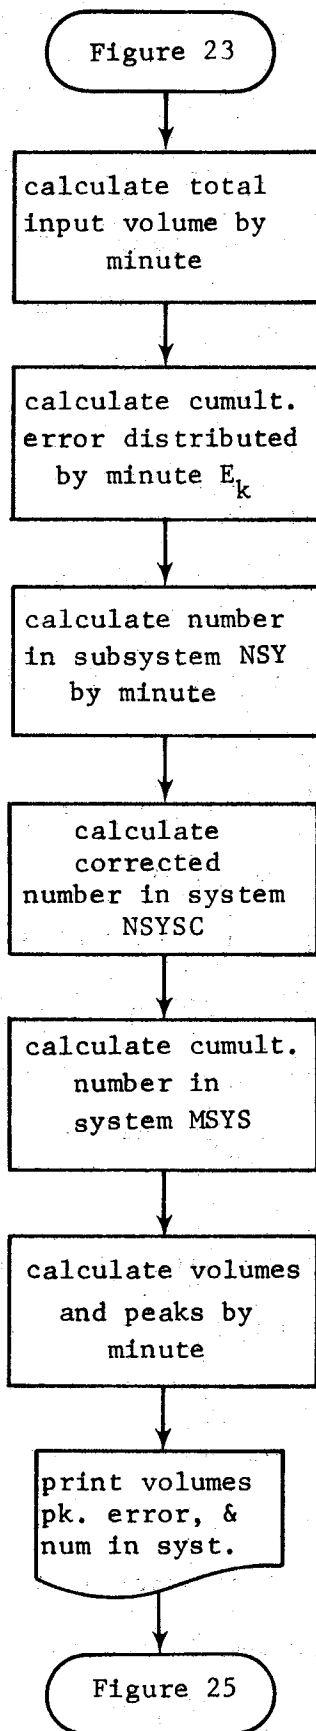 Figure 23
calculate total
input volume by
minute
calculate cumult.
error distributed
by minute E_k
calculate number
in subsystem NSY
by minute
calculate
corrected
number in system
NSYSC
calculate cumult.
number in
system MSYS
calculate volumes
and peaks by
minute
print volumes
pk. error, &
num in syst.
Figure 25